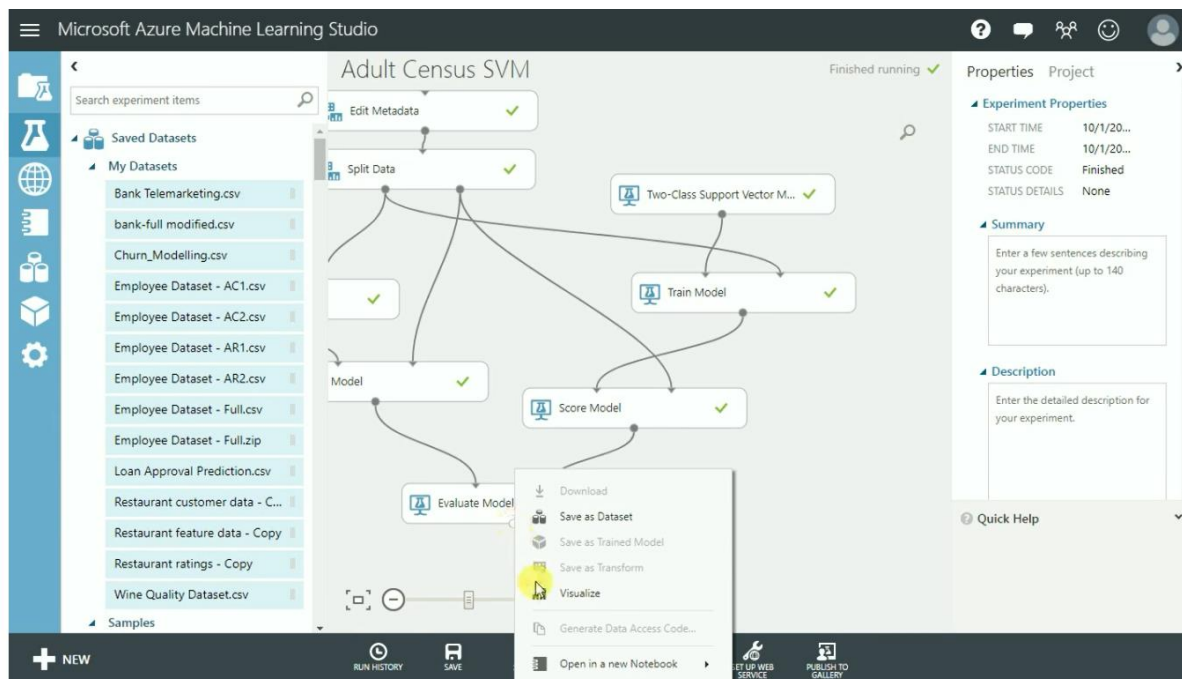 Microsoft Azure Machine Learning Studio
Search experiment items
Saved Datasets
My Datasets
Bank Telemarketing.csv
bank-full modified.csv
Churn_Modelling.csv
Employee Dataset - AC1.csv
Employee Dataset - AC2.csv
Employee Dataset - AR1.csv
Employee Dataset - AR2.csv
Employee Dataset - Full.csv
Employee Dataset - Full.zip
Loan Approval Prediction.csv
Restaurant customer data - C...
Restaurant feature data - Copy
Restaurant ratings - Copy
Wine Quality Dataset.csv
Samples
Adult Census SVM
Finished running
Edit Metadata
Split Data
Two-Class Support Vector M...
Train Model
Model
Score Model
Evaluate Model
Download
Save as Dataset
Save as Trained Model
Save as Transform
Visualize
Generate Data Access Code...
Open in a new Notebook
Properties Project
Experiment Properties
START TIME 10/1/20...
END TIME 10/1/20...
STATUS CODE Finished
STATUS DETAILS None
Summary
Enter a few sentences describing
your experiment (up to 140
characters).
Description
Enter the detailed description for
your experiment.
Quick Help
NEW
RUN HISTORY
SAVE
ET UP WEB
SERVICE
PUBLISH TO
GALLERY